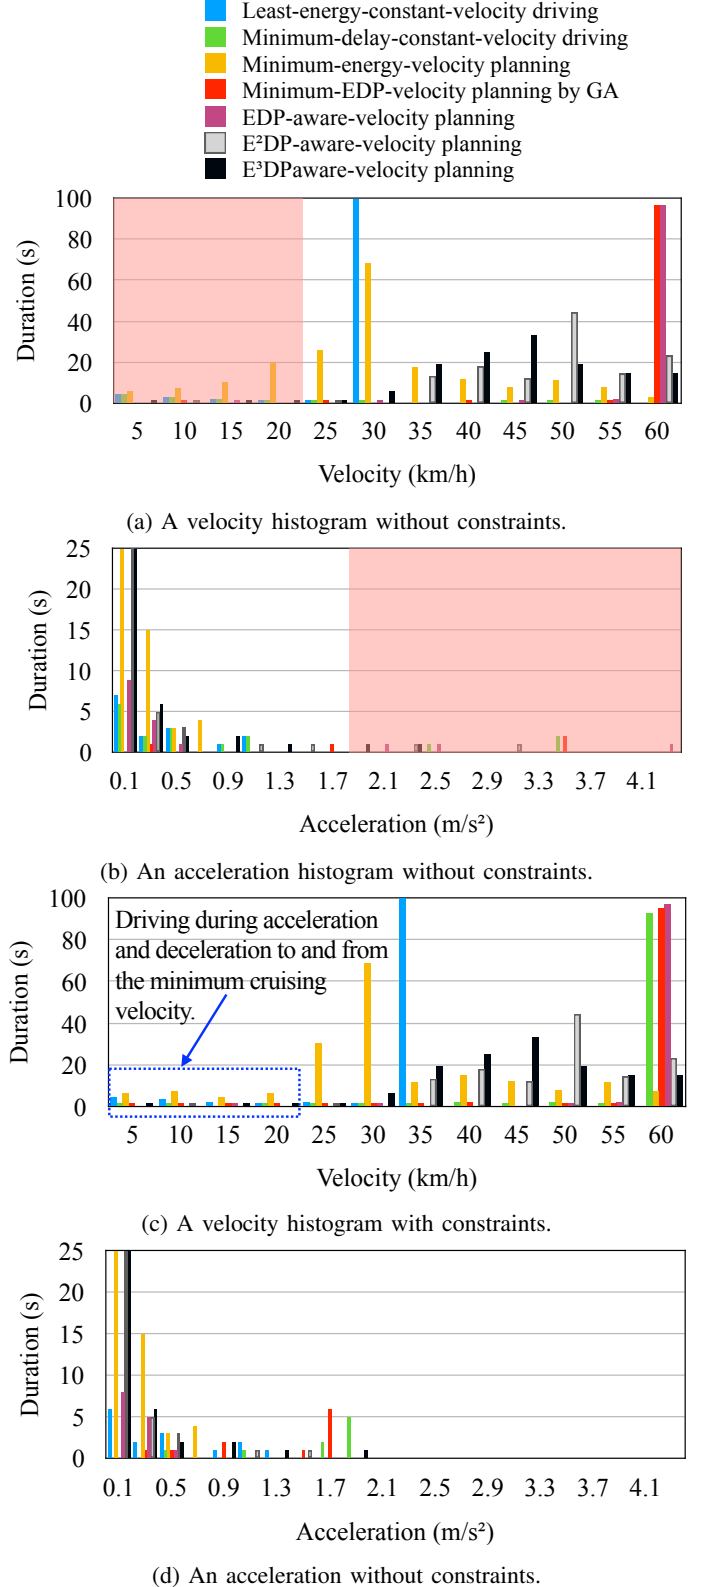 Least-energy-constant-velocity driving
Minimum-delay-constant-velocity driving
Minimum-energy-velocity planning
Minimum-EDP-velocity planning by GA
EDP-aware-velocity planning
E²DP-aware-velocity planning
E³DPaware-velocity planning
100
80
60
40
20
0
Duration (s)
5 10 15 20 25 30 35 40 45 50 55 60
Velocity (km/h)
(a) A velocity histogram without constraints.
25
20
15
10
5
0
Duration (s)
0.1 0.5 0.9 1.3 1.7 2.1 2.5 2.9 3.3 3.7 4.1
Acceleration (m/s²)
(b) An acceleration histogram without constraints.
100
80
60
40
20
0
Duration (s)
Driving during acceleration
and deceleration to and from
the minimum cruising
velocity.
5 10 15 20 25 30 35 40 45 50 55 60
Velocity (km/h)
(c) A velocity histogram with constraints.
25
20
15
10
5
0
Duration (s)
0.1 0.5 0.9 1.3 1.7 2.1 2.5 2.9 3.3 3.7 4.1
Acceleration (m/s²)
(d) An acceleration without constraints.